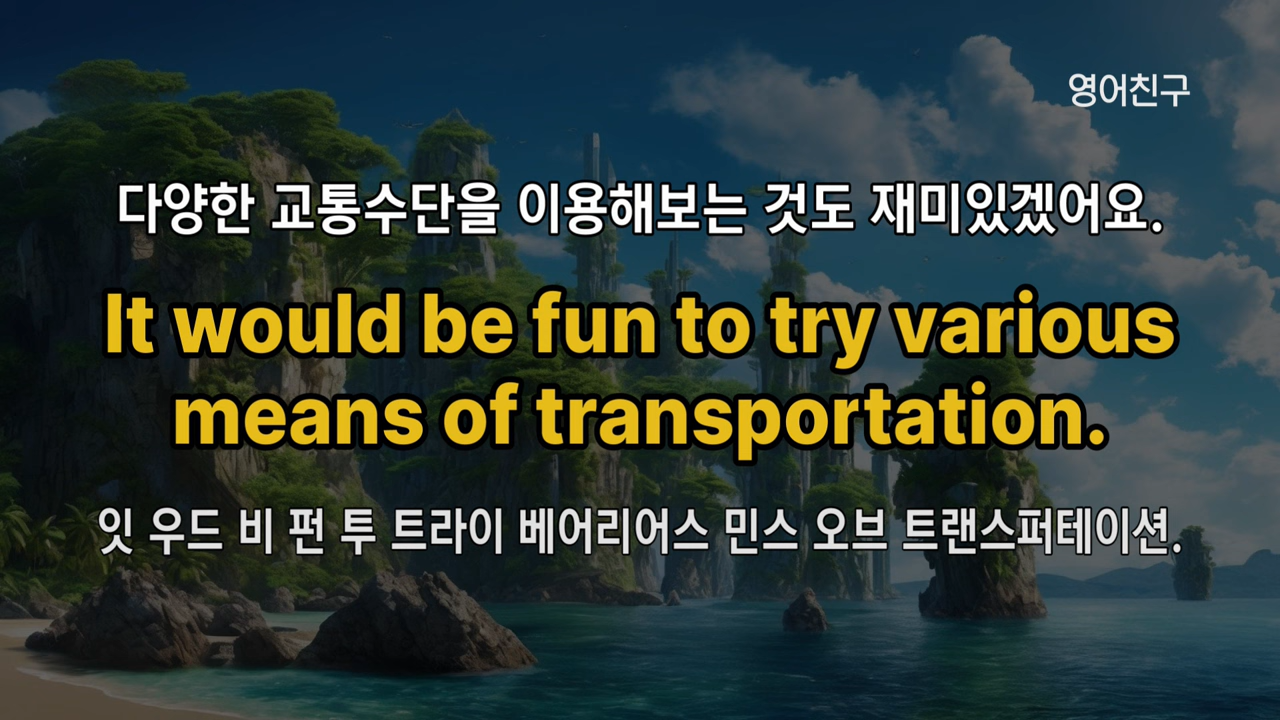 영어친구
다양한 교통수단을 이용해보는 것도 재미있겠어요.
It would be fun to try various
means of transportation.
잇 우드 비 펀 투 트라이 베어리어스 민스 오브 트랜스퍼테이션.